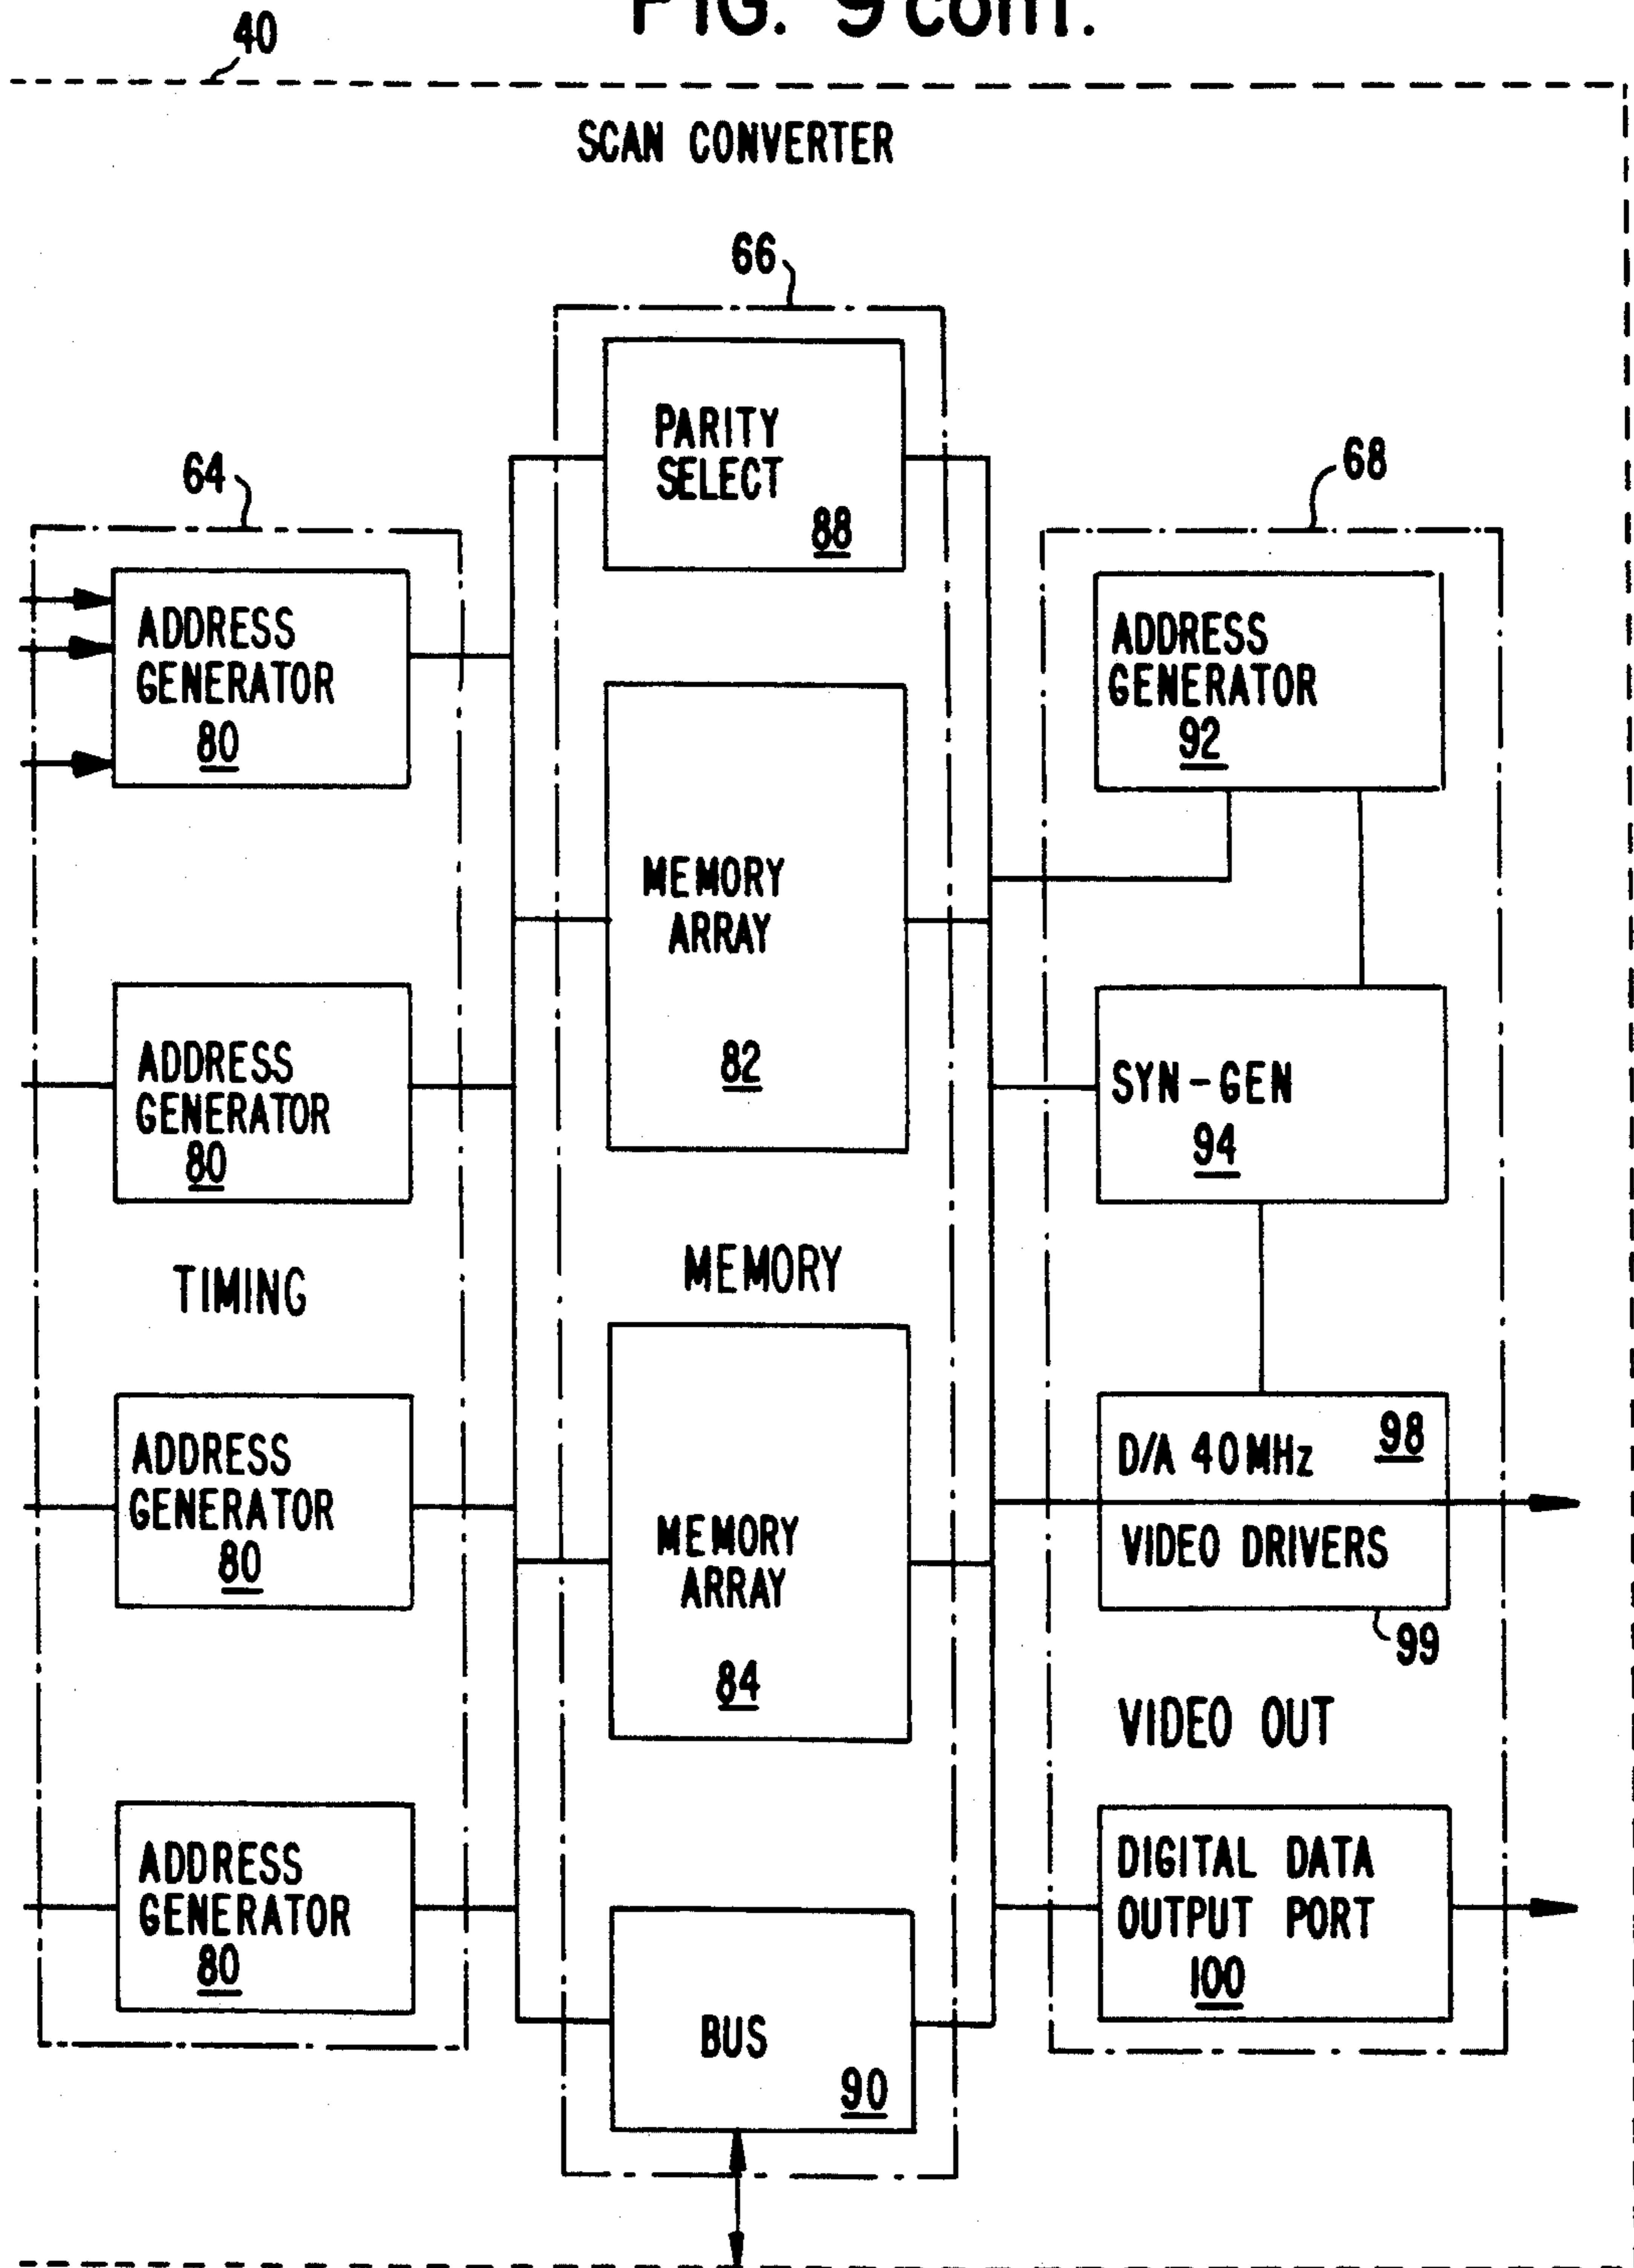 FIG. 9 cont.
40
SCAN CONVERTER
66
PARITY
SELECT
88
64
68
ADDRESS
GENERATOR
80
ADDRESS
GENERATOR
92
MEMORY
ARRAY
82
ADDRESS
GENERATOR
80
SYN-GEN
94
TIMING
MEMORY
ADDRESS
GENERATOR
80
D/A 40MHz
98
VIDEO DRIVERS
99
MEMORY
ARRAY
84
VIDEO OUT
ADDRESS
GENERATOR
80
DIGITAL DATA
OUTPUT PORT
100
BUS
90